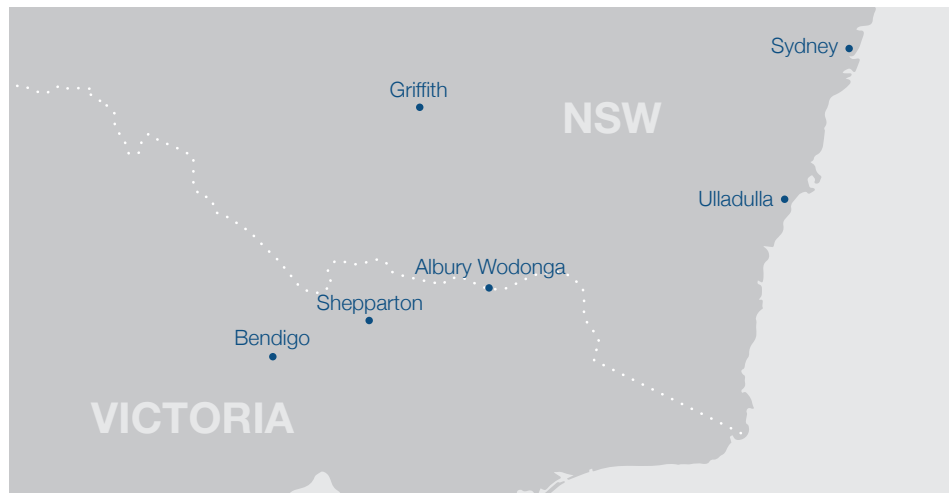 Sydney
Griffith
NSW
Ulladulla
Albury Wodonga
Shepparton
Bendigo
VICTORIA